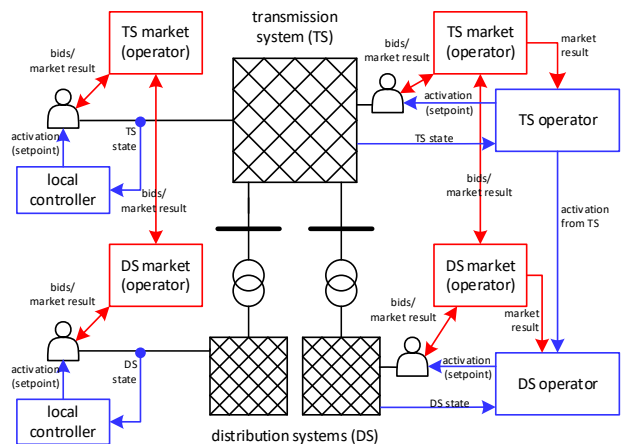 transmission
system (TS)
TS market
(operator)
bids/
market result
activation
(setpoint)
TS
state
local
controller
bids/
market result
TS market
(operator)
market
result
bids/
market result
activation
(setpoint)
TS operator
TS state
bids/
market result
activation
from TS
DS market
(operator)
bids/
market result
activation
(setpoint)
DS
state
local
controller
DS market
(operator)
bids/
market result
market
result
activation
(setpoint)
DS operator
DS state
distribution systems (DS)